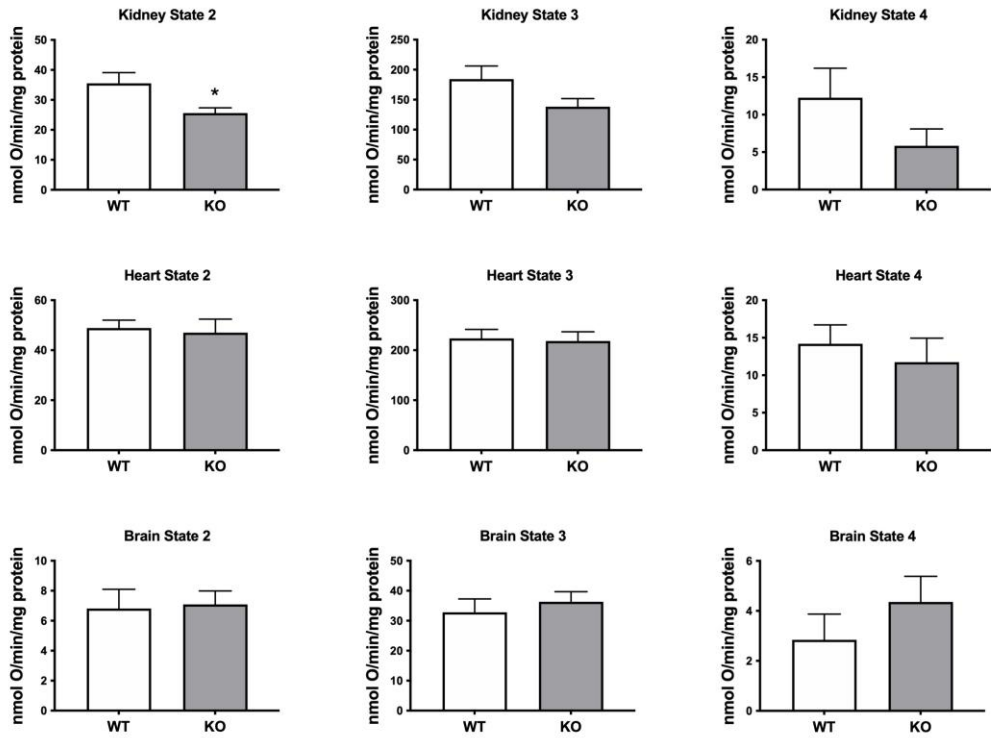 Kidney State 2
nmol O/min/mg protein
50
40
30
20
10
0
*
WT KO
Kidney State 3
nmol O/min/mg protein
250
200
150
100
50
0
WT KO
Kidney State 4
nmol O/min/mg protein
20
15
10
5
0
WT KO
Heart State 2
nmol O/min/mg protein
60
40
20
0
WT KO
Heart State 3
nmol O/min/mg protein
300
200
100
0
WT KO
Heart State 4
nmol O/min/mg protein
20
15
10
5
0
WT KO
Brain State 2
nmol O/min/mg protein
10
8
6
4
2
0
WT KO
Brain State 3
nmol O/min/mg protein
50
40
30
20
10
0
WT KO
Brain State 4
nmol O/min/mg protein
6
4
2
0
WT KO